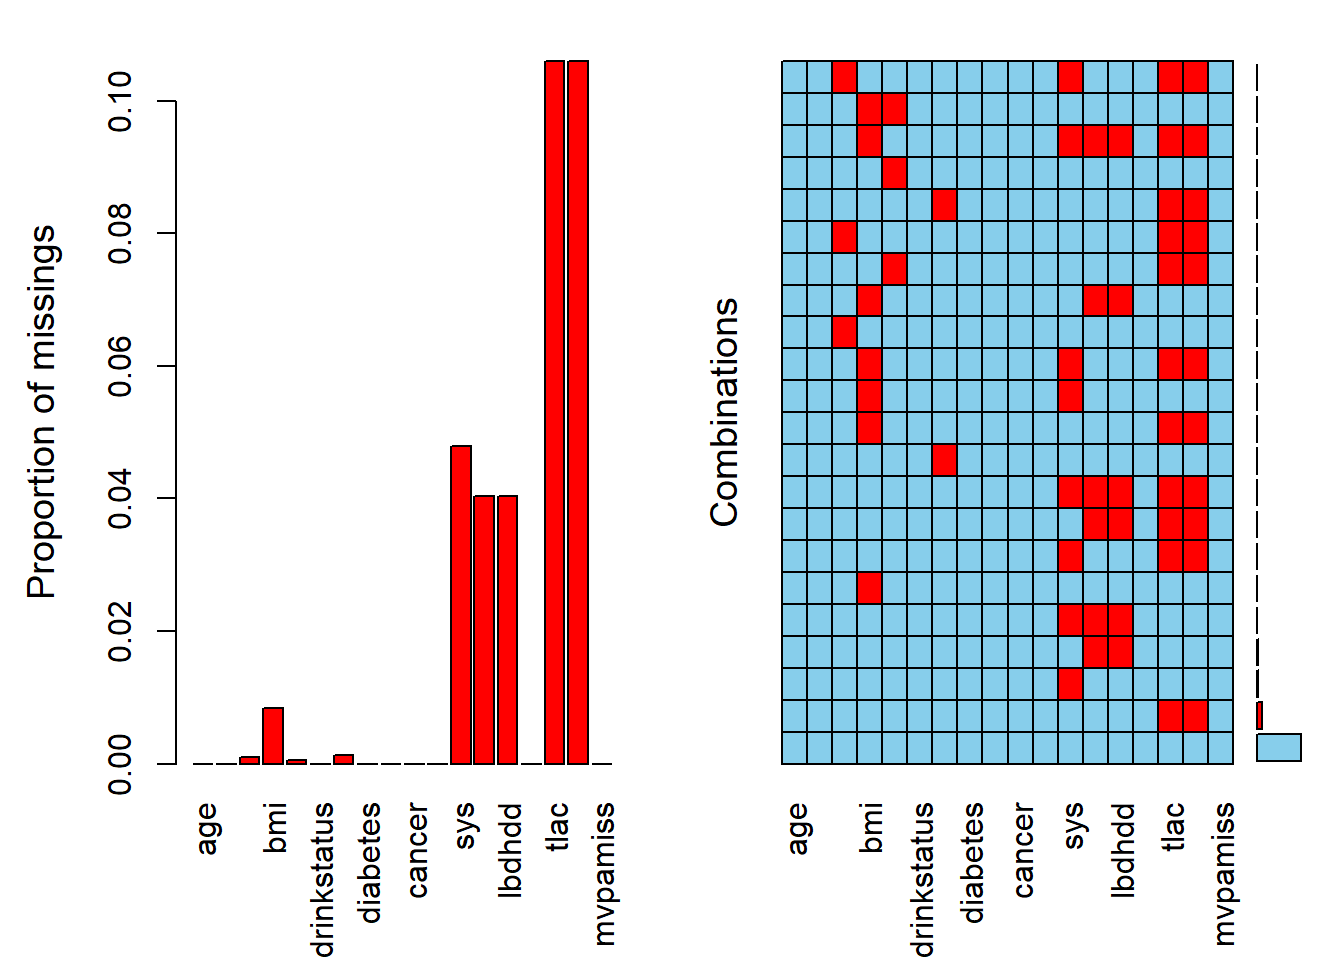 Proportion of missings
0.10
0.08
0.06
0.04
0.02
0.00
age
bmi
drinkstatus
diabetes
cancer
sys
lbdhdd
tlac
mvpamiss
Combinations
age
bmi
drinkstatus
diabetes
cancer
sys
lbdhdd
tlac
mvpamiss